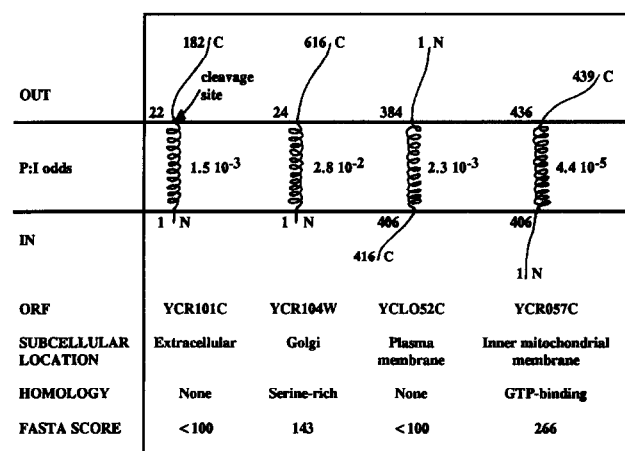 182 C 616 C 1 N
439 C
cleavage
site
OUT
22 24 384 436
P:I odds 1.5 10-3 2.8 10-2 2.3 10-3 4.4 10-5
1 N 1 N 406 406
IN
416 C
1 N
ORF YCR101C YCR104W YCLO52C YCR057C
SUBCELLULAR Extracellular Golgi Plasma Inner mitochondrial
LOCATION membrane membrane
HOMOLOGY None Serine-rich None GTP-binding
FASTA SCORE <100 143 <100 266